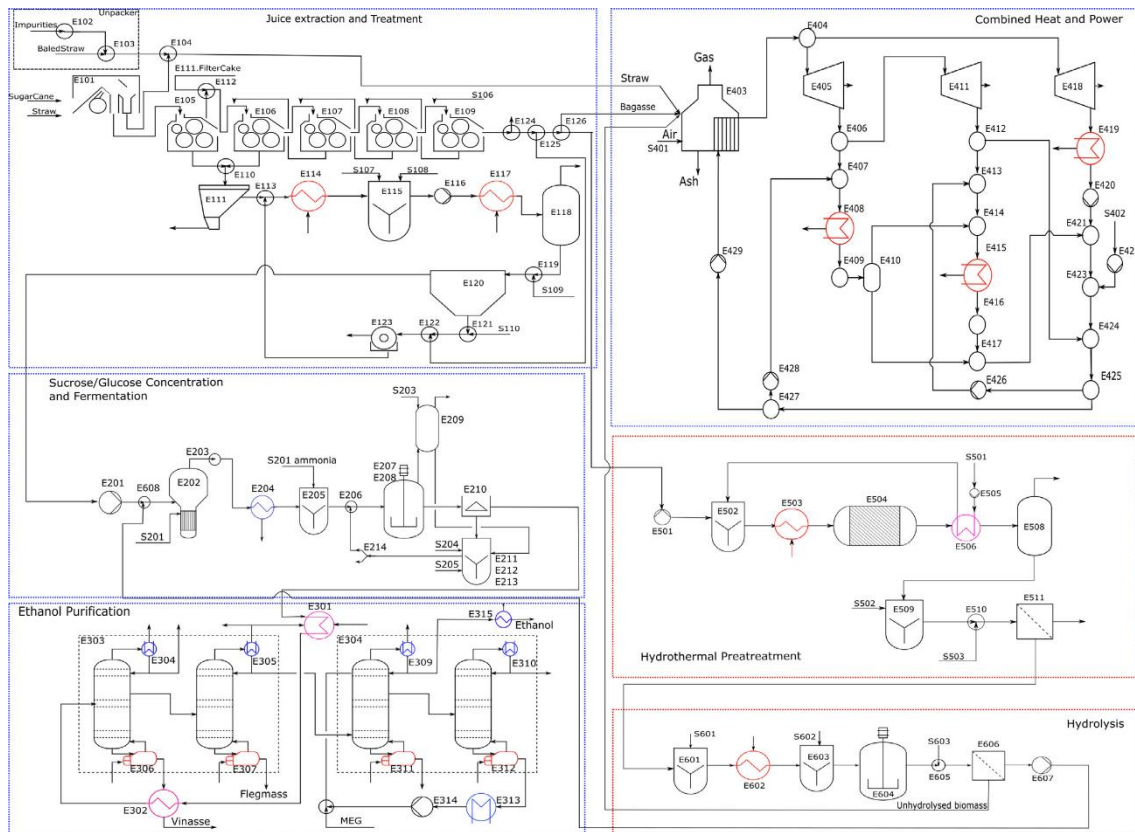 Juice extraction and Treatment
Unpacker
Impurities
E102
BaledStraw
E103
E104
E111.FilterCake
E101
E112
SugarCane
Straw
E105
E106
E107
E108
E109
S106
E124
E125
E126
E110
E111
E113
E114
S107
S108
E115
E116
E117
E118
E119
S109
E120
E121
S110
E122
E123
Combined Heat and Power
Gas
Straw
Bagasse
Air
S401
Ash
E403
E404
E405
E411
E418
E406
E412
E419
E407
E413
E420
E408
E414
E421
S402
E415
E409
E410
E423
E416
E429
E424
E417
E428
E426
E425
E427
Sucrose/Glucose Concentration
and Fermentation
S203
E209
E203
S201 ammonia
E207
E208
E201
E608
E202
E204
E205
E206
E210
S201
E214
S204
S205
E211
E212
E213
Hydrothermal Pretreatment
S501
E505
E501
E502
E503
E504
E506
E508
S502
E509
E510
S503
E511
Ethanol Purification
E301
E315
Ethanol
E303
E304
E305
E304
E309
E310
E306
E307
E311
E312
Flegmass
E302
Vinasse
MEG
E314
E313
Hydrolysis
S601
E601
E602
S602
E603
E604
S603
E605
E606
E607
Unhydrolysed biomass